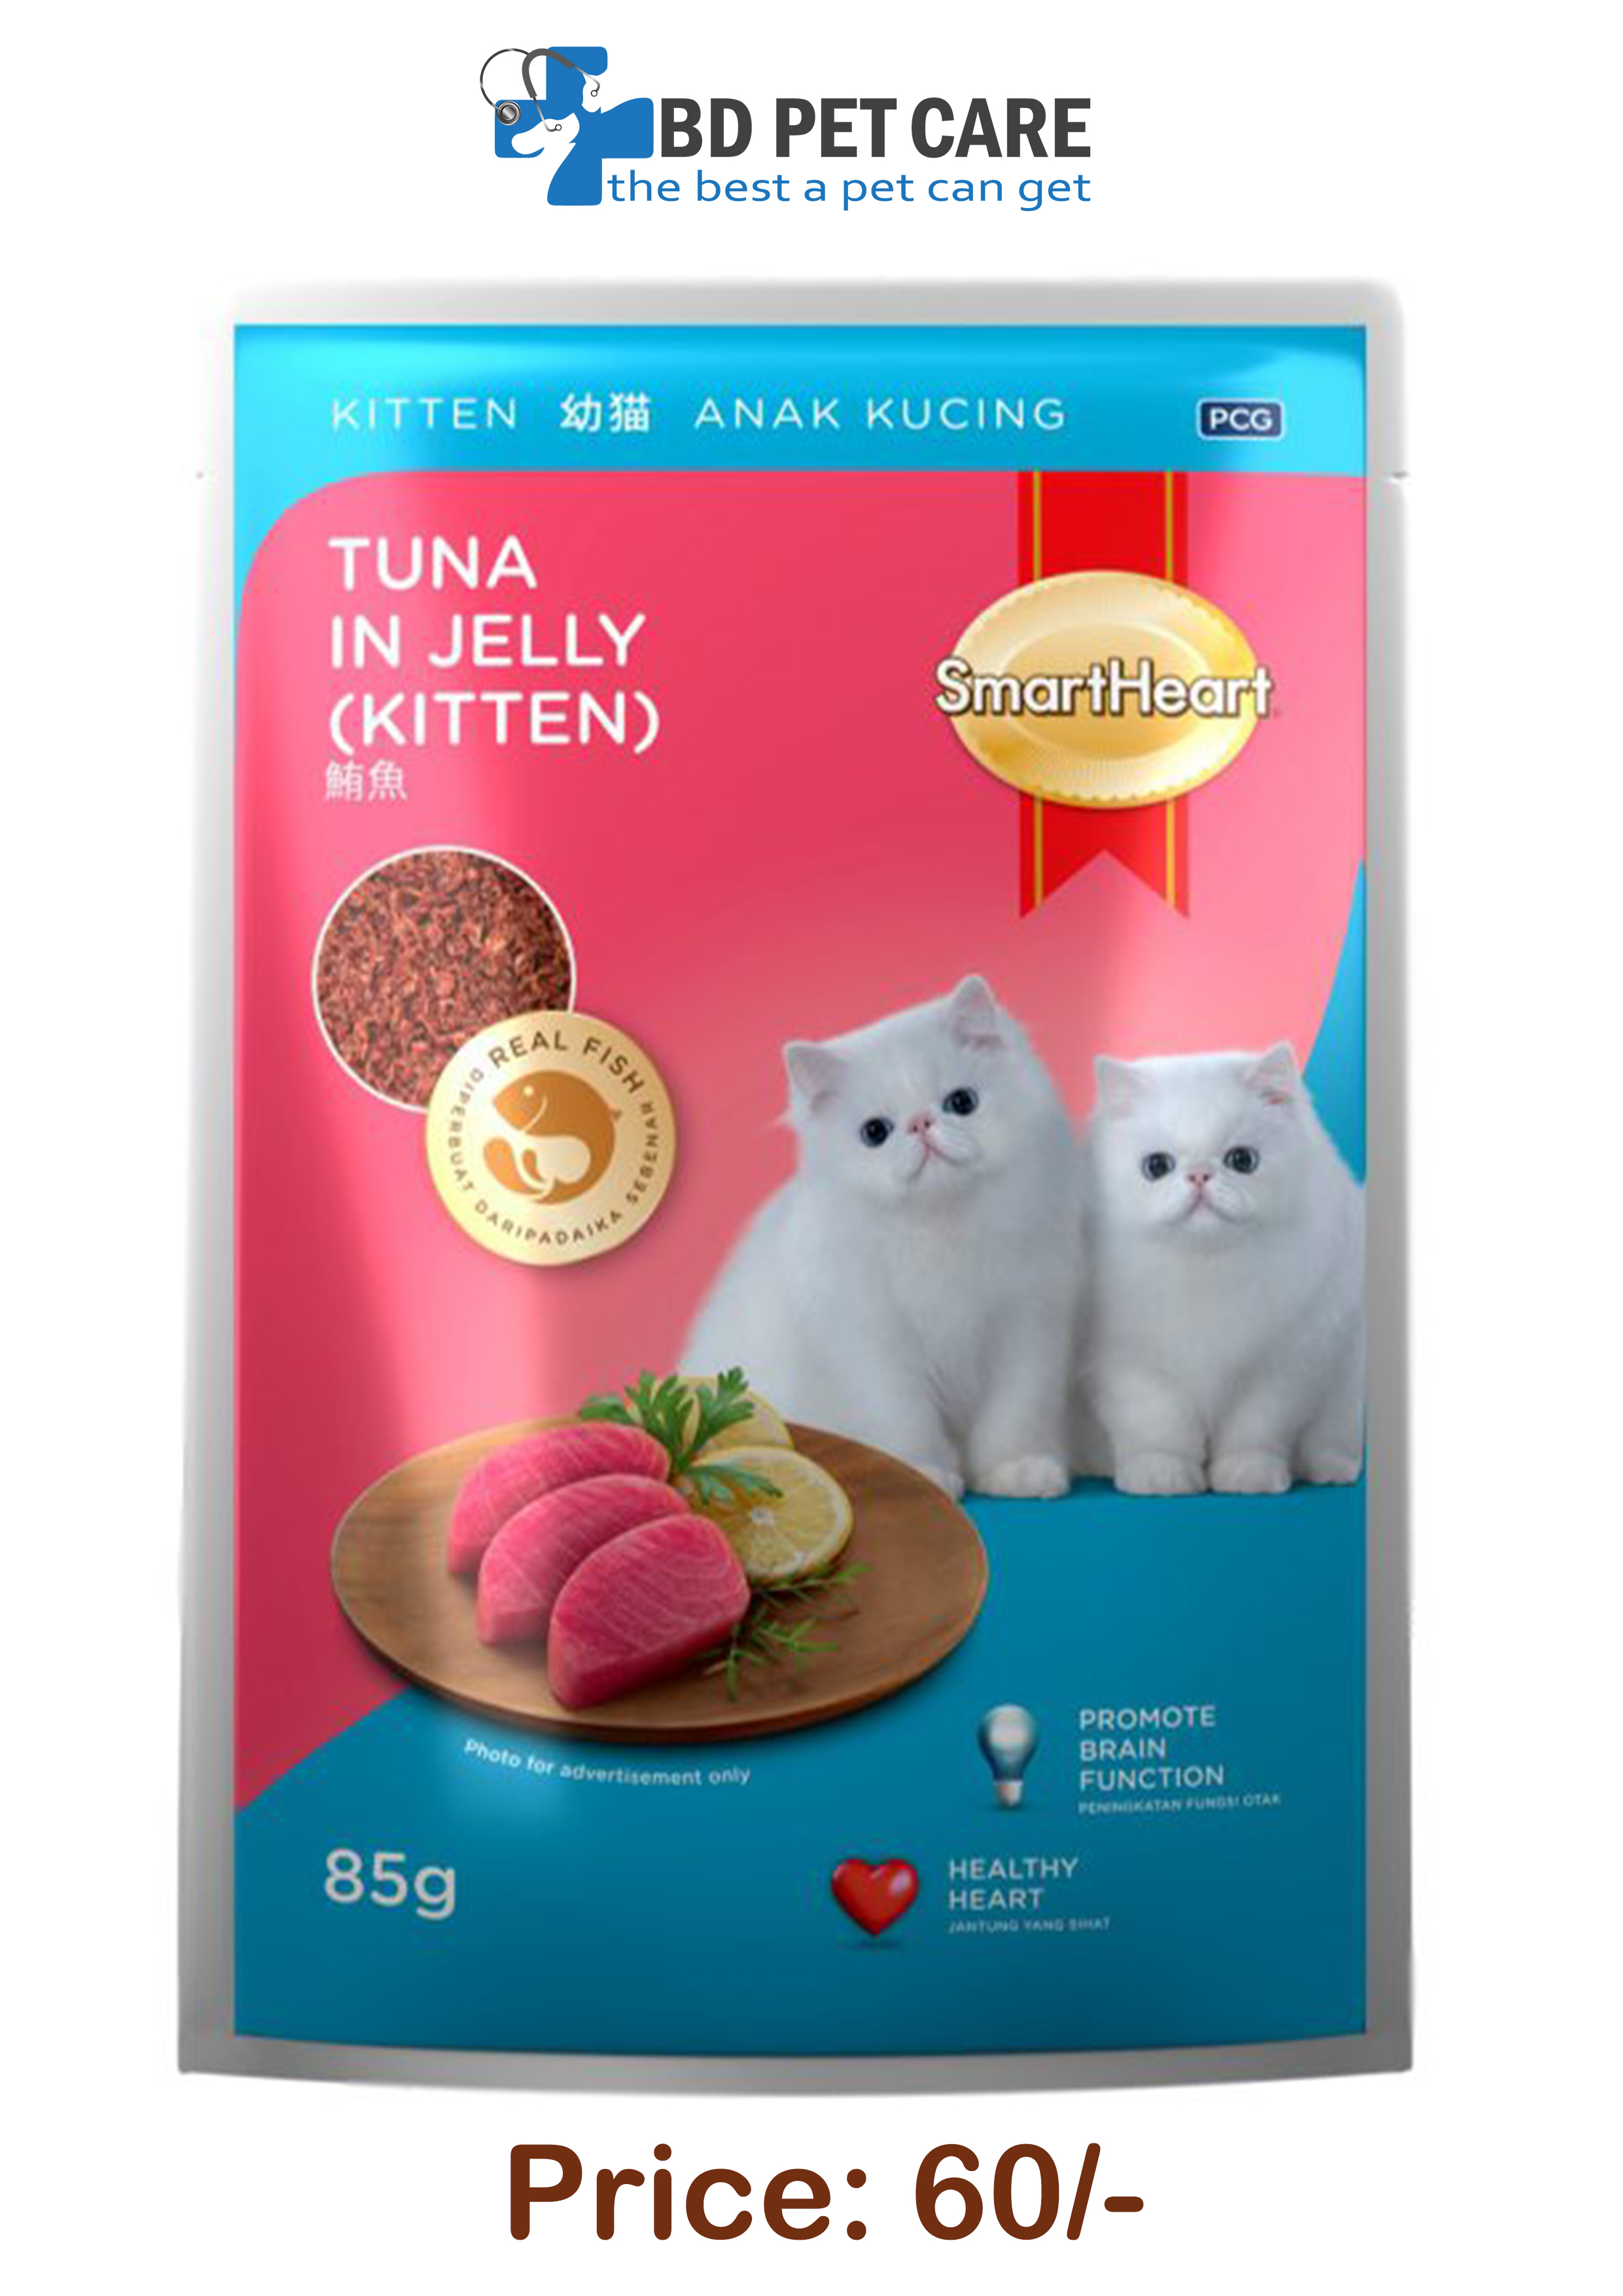 BD PET CARE
the best a pet can get
KITTEN 幼猫 ANAK KUCING
PCG
TUNA
IN JELLY
(KITTEN)
鮪魚
SmartHeart
REAL FISH
DIPERBUAT DARIPADAIKA SEBENAR
Photo for advertisement only
PROMOTE
BRAIN
FUNCTION
PENINGKATAN FUNGSI OTAK
HEALTHY
HEART
JANTUNG YANG SIHAT
85g
Price: 60/-